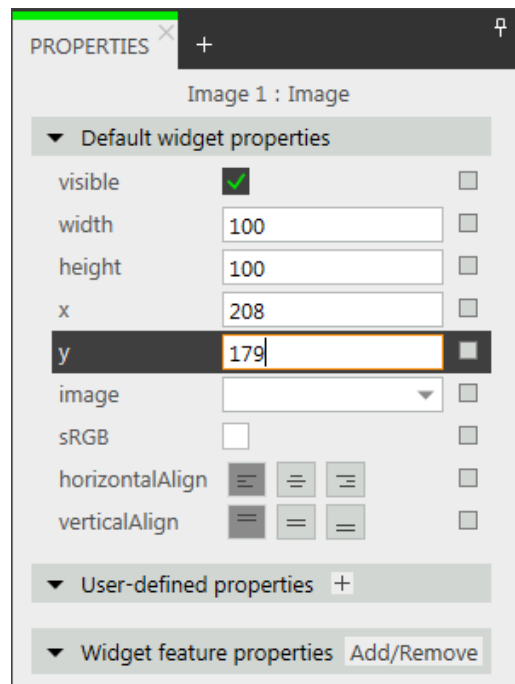 PROPERTIES
Image 1 : Image
Default widget properties
visible
width 100
height 100
x 208
y 179
image
sRGB
horizontalAlign
verticalAlign
User-defined properties +
Widget feature properties Add/Remove